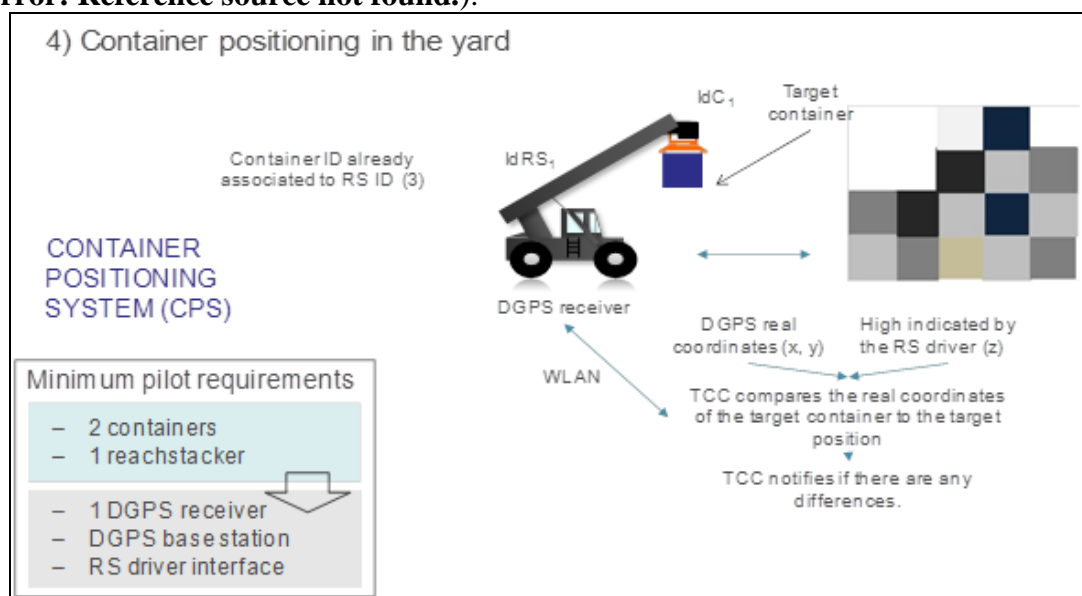 rror! Reference source not found.).
4) Container positioning in the yard
IdC1
Target
container
Container ID already
associated to RS ID (3)
IdRS1
CONTAINER
POSITIONING
SYSTEM (CPS)
DGPS receiver
DGPS real
coordinates (x, y)
High indicated by
the RS driver (z)
WLAN
TCC compares the real coordinates
of the target container to the target
position
TCC notifies if there are any
differences.
Minimum pilot requirements
– 2 containers
– 1 reachstacker
– 1 DGPS receiver
– DGPS base station
– RS driver interface